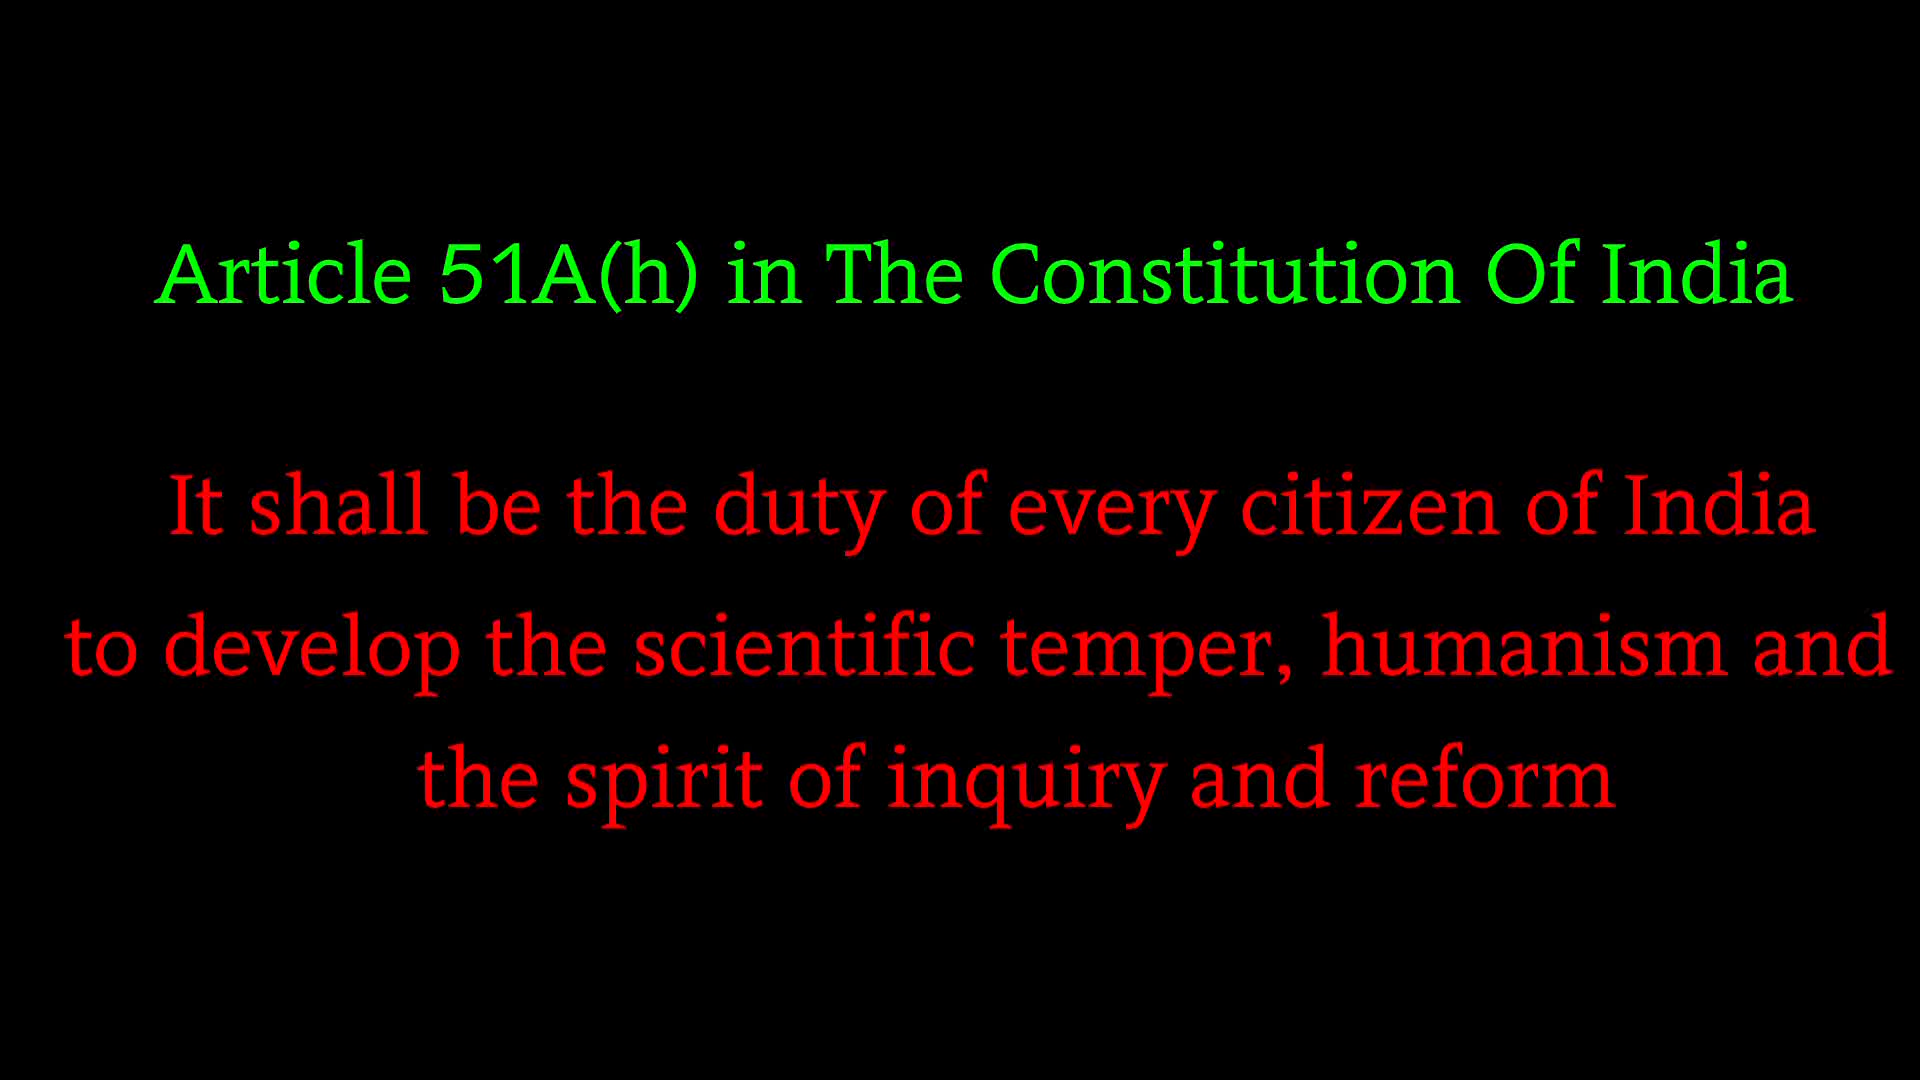 Article 51A(h) in The Constitution Of India
It shall be the duty of every citizen of India
to develop the scientific temper, humanism and
the spirit of inquiry and reform